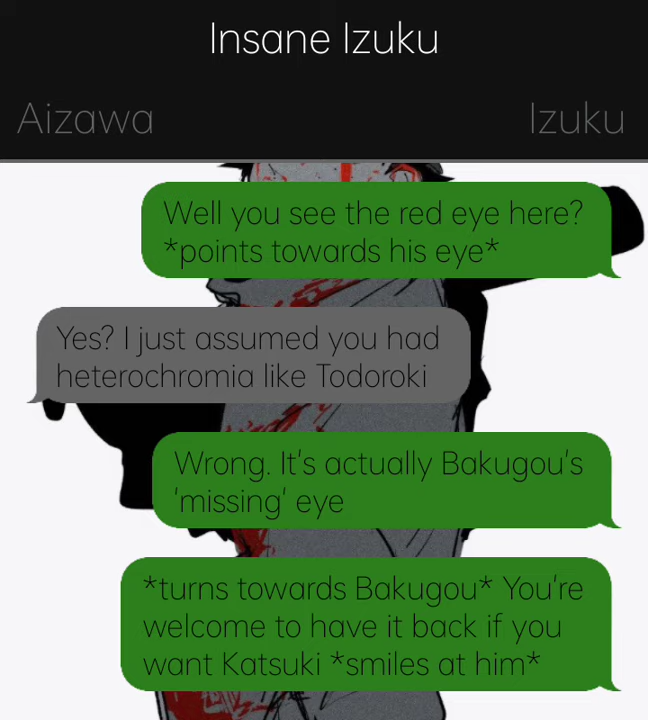 Insane Izuku
Aizawa
Izuku
Well you see the red eye here?
*points towards his eye*
Yes? I just assumed you had
heterochromia like Todoroki
Wrong. It's actually Bakugou's
'missing' eye
*turns towards Bakugou* You're
welcome to have it back if you
want Katsuki *smiles at him*